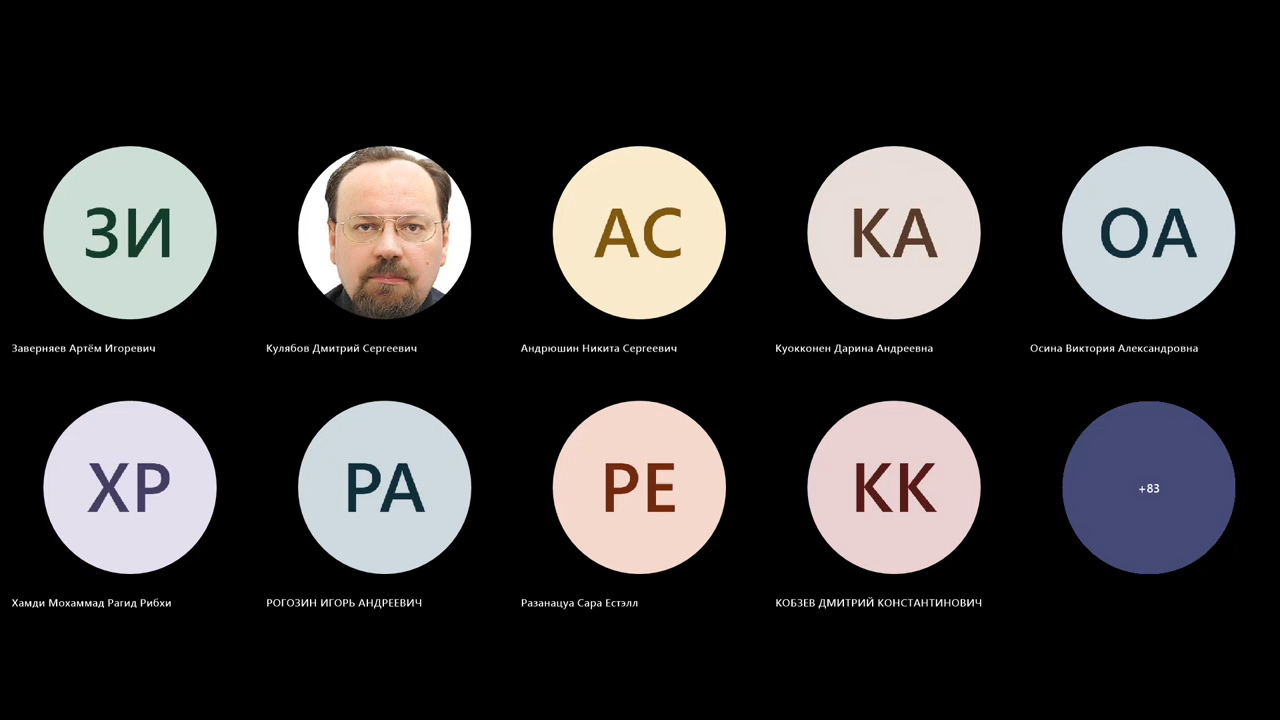 ЗИ
АС
КА
ОА
Заверняев Артём Игоревич
Кулябов Дмитрий Сергеевич
Андрюшин Никита Сергеевич
Куокконен Дарина Андреевна
Осина Виктория Александровна
ХР
РА
РЕ
КК
+83
Хамди Мохаммад Рагид Рибхи
РОГОЗИН ИГОРЬ АНДРЕЕВИЧ
Разанацуа Сара Естэлл
КОБЗЕВ ДМИТРИЙ КОНСТАНТИНОВИЧ